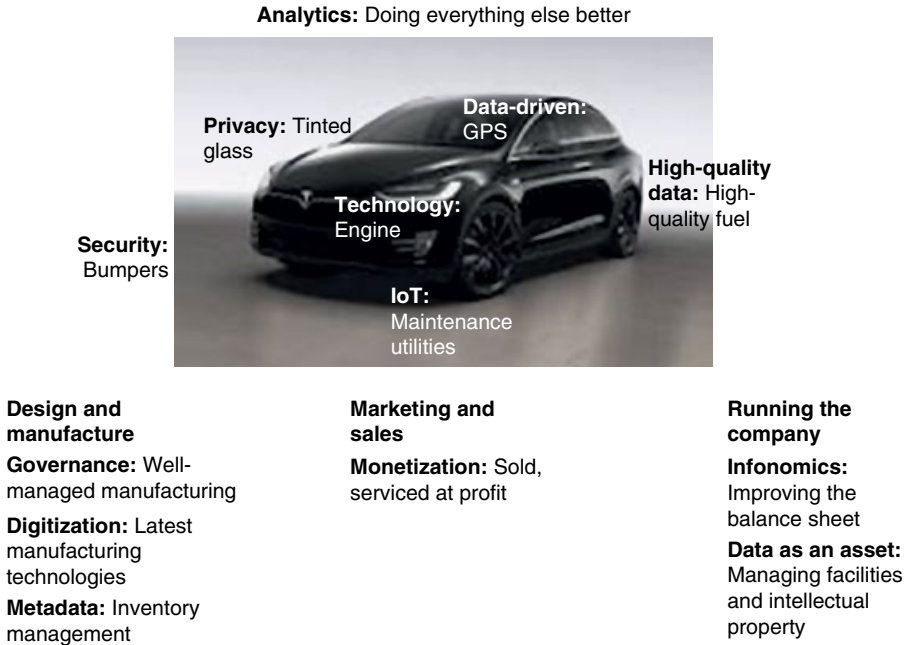 Analytics: Doing everything else better
Privacy: Tinted
glass
Data-driven:
GPS
High-quality
data: High-
quality fuel
Technology:
Engine
Security:
Bumpers
IoT:
Maintenance
utilities
Design and
manufacture
Governance: Well-
managed manufacturing
Digitization: Latest
manufacturing
technologies
Metadata: Inventory
management
Marketing and
sales
Monetization: Sold,
serviced at profit
Running the
company
Infonomics:
Improving the
balance sheet
Data as an asset:
Managing facilities
and intellectual
property